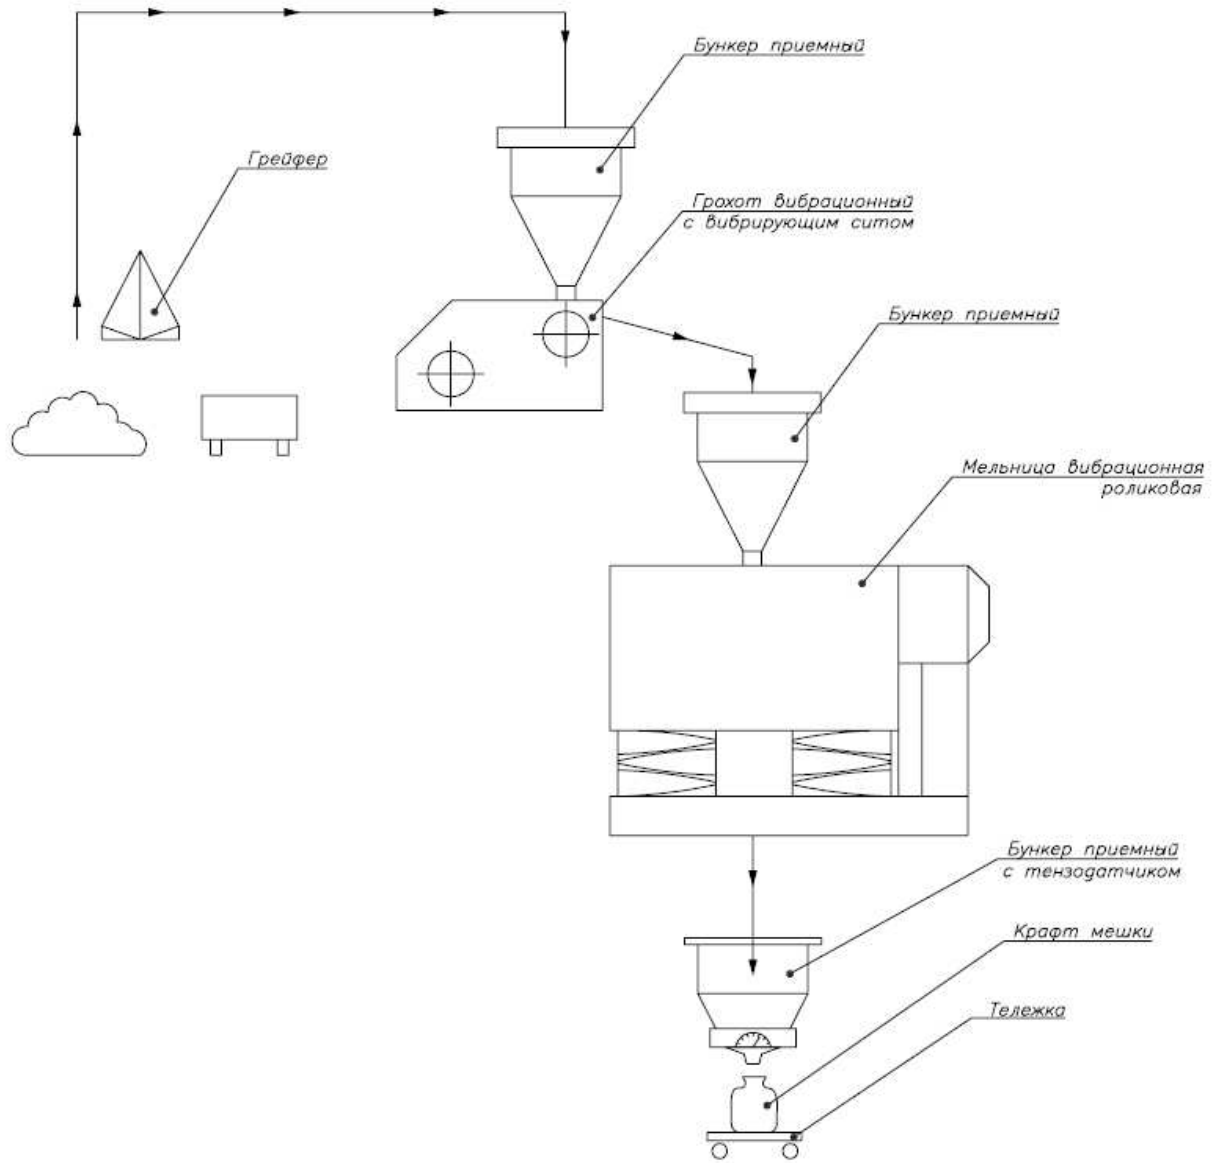 Бункер приемный
Грейфер
Грохот вибрационный
с вибрирующим ситом
Бункер приемный
Мельница вибрационная
роликовая
Бункер приемный
с тензодатчиком
Крафт мешки
Тележка